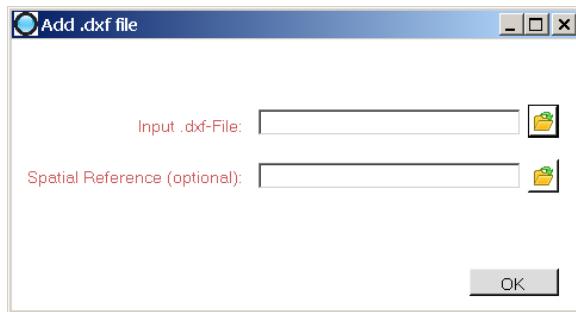 Add .dxf file
Input .dxf-File:
Spatial Reference (optional):
OK